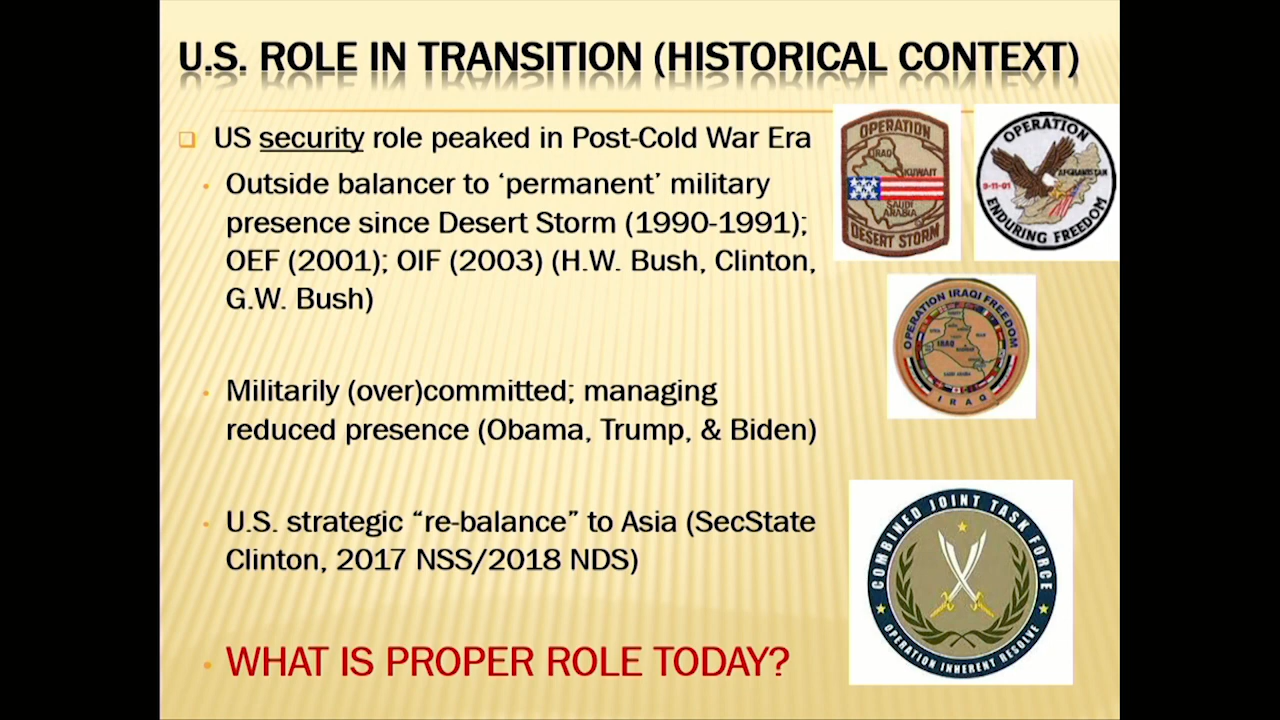 U.S. ROLE IN TRANSITION (HISTORICAL CONTEXT)
US security role peaked in Post-Cold War Era
Outside balancer to ‘permanent’ military
presence since Desert Storm (1990-1991);
OEF (2001); OIF (2003) (H.W. Bush, Clinton,
G.W. Bush)
Militarily (over)committed; managing
reduced presence (Obama, Trump, & Biden)
U.S. strategic “re-balance” to Asia (SecState
Clinton, 2017 NSS/2018 NDS)
WHAT IS PROPER ROLE TODAY?
OPERATION
IRAQ
KUWAIT
SAUDI
ARABIA
DESERT STORM
OPERATION
AFGHANISTAN
9-11-01
ENDURING FREEDOM
OPERATION IRAQI FREEDOM
IRAQ
SAUDI ARABIA
IRAQ
COMBINED JOINT TASK FORCE
OPERATION INHERENT RESOLVE